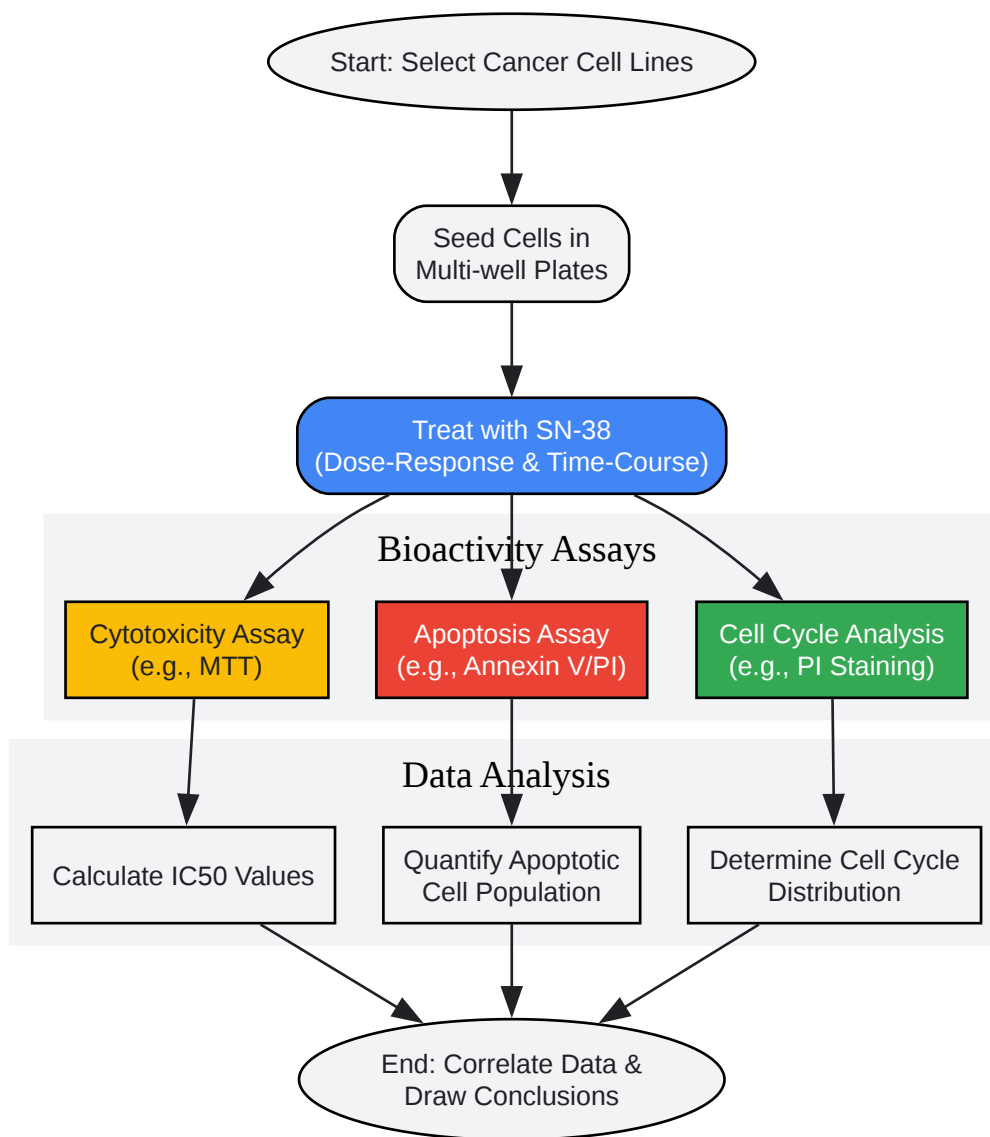 Start: Select Cancer Cell Lines
Seed Cells in
Multi-well Plates
Treat with SN-38
(Dose-Response & Time-Course)
Bioactivity Assays
Cytotoxicity Assay
(e.g., MTT)
Apoptosis Assay
(e.g., Annexin V/PI)
Cell Cycle Analysis
(e.g., PI Staining)
Data Analysis
Calculate IC50 Values
Quantify Apoptotic
Cell Population
Determine Cell Cycle
Distribution
End: Correlate Data &
Draw Conclusions